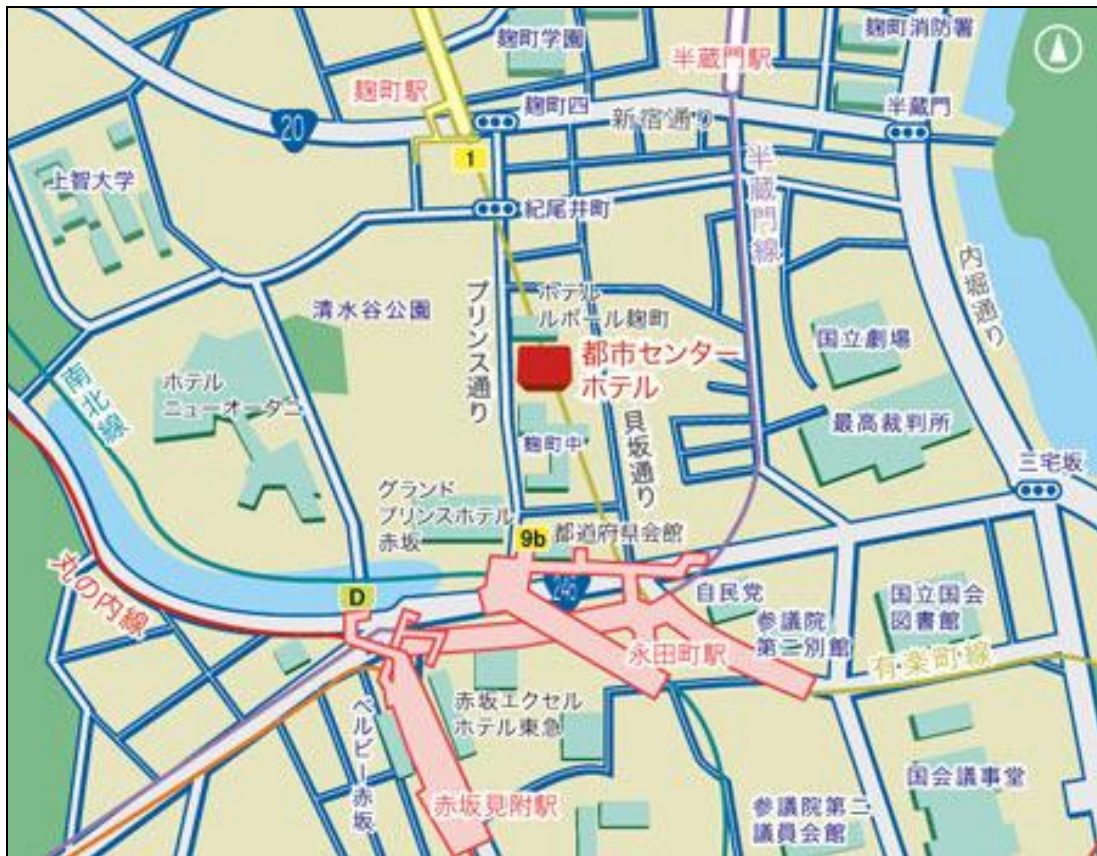 麹町学園
麹町消防署
半蔵門駅
麹町駅
麹町四
新宿通り
半蔵門
20
1
上智大学
紀尾井町
半蔵門線
内堀通り
清水谷公園
プリンス通り
ホテル
ルポール麹町
都市センター
ホテル
国立劇場
南北線
ホテル
ニューオータニ
麹町中
貝坂通り
最高裁判所
三宅坂
グランド
プリンスホテル
赤坂
9b
都道府県会館
丸の内線
D
246
自民党
参議院
第二別館
国立国会
図書館
永田町駅
有楽町線
ベルビー赤坂
赤坂エクセル
ホテル東急
赤坂見附駅
国会議事堂
参議院第二
議員会館